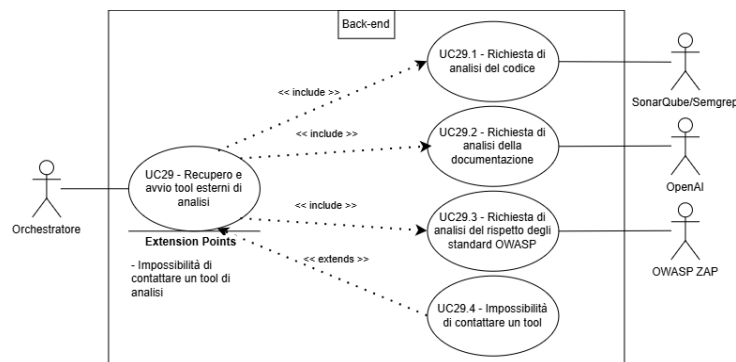 Back-end
UC29.1 - Richiesta di
analisi del codice
SonarQube/Semgrep
<< include >>
<< include >>
UC29.2 - Richiesta di
analisi della
documentazione
OpenAI
UC29 - Recupero e
avvio tool esterni di
analisi
Orchestratore
<< include >>
UC29.3 - Richiesta di
analisi del rispetto degli
standard OWASP
OWASP ZAP
Extension Points
- Impossibilità di
contattare un tool di
analisi
<< extends >>
UC29.4 - Impossibilità
di contattare un tool